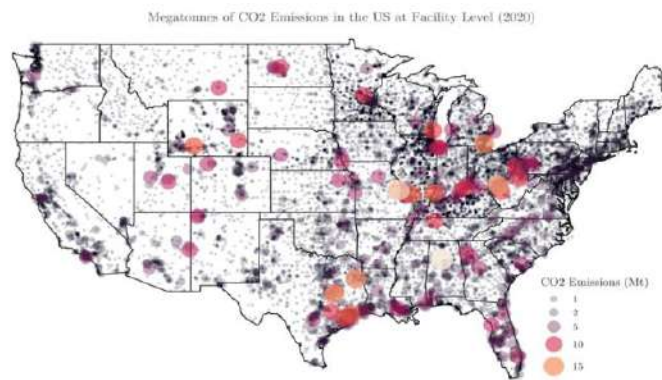 Megatonnes of CO2 Emissions in the US at Facility Level (2020)
CO2 Emissions (Mt)
1
2
5
10
15